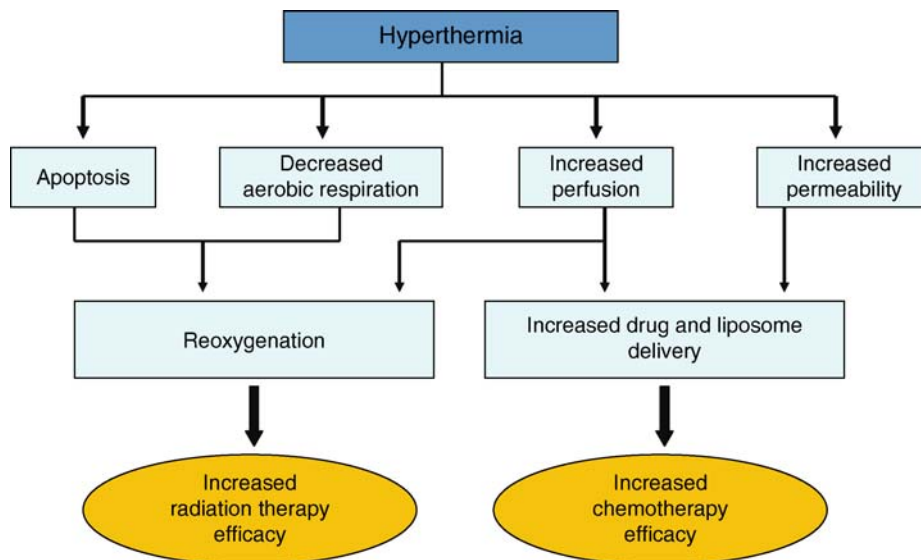 Hyperthermia
Apoptosis
Decreased
aerobic respiration
Increased
perfusion
Increased
permeability
Reoxygenation
Increased drug and liposome
delivery
Increased
radiation therapy
efficacy
Increased
chemotherapy
efficacy